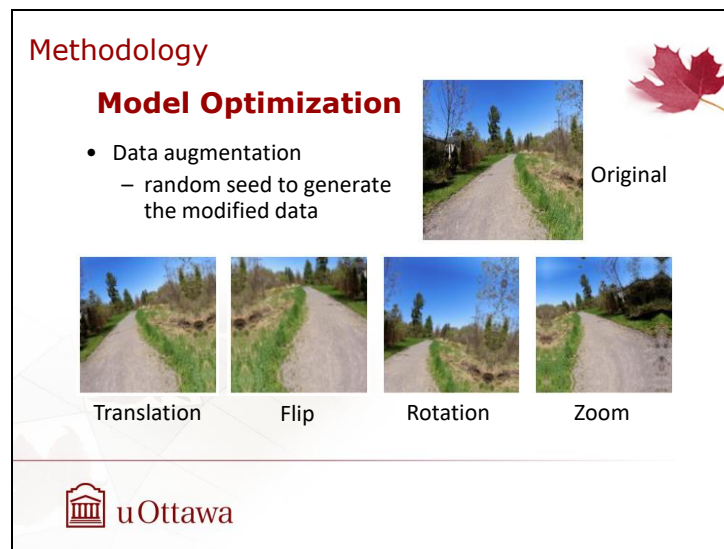 Methodology
Model Optimization
• Data augmentation
– random seed to generate
the modified data
Original
Translation
Flip
Rotation
Zoom
uOttawa